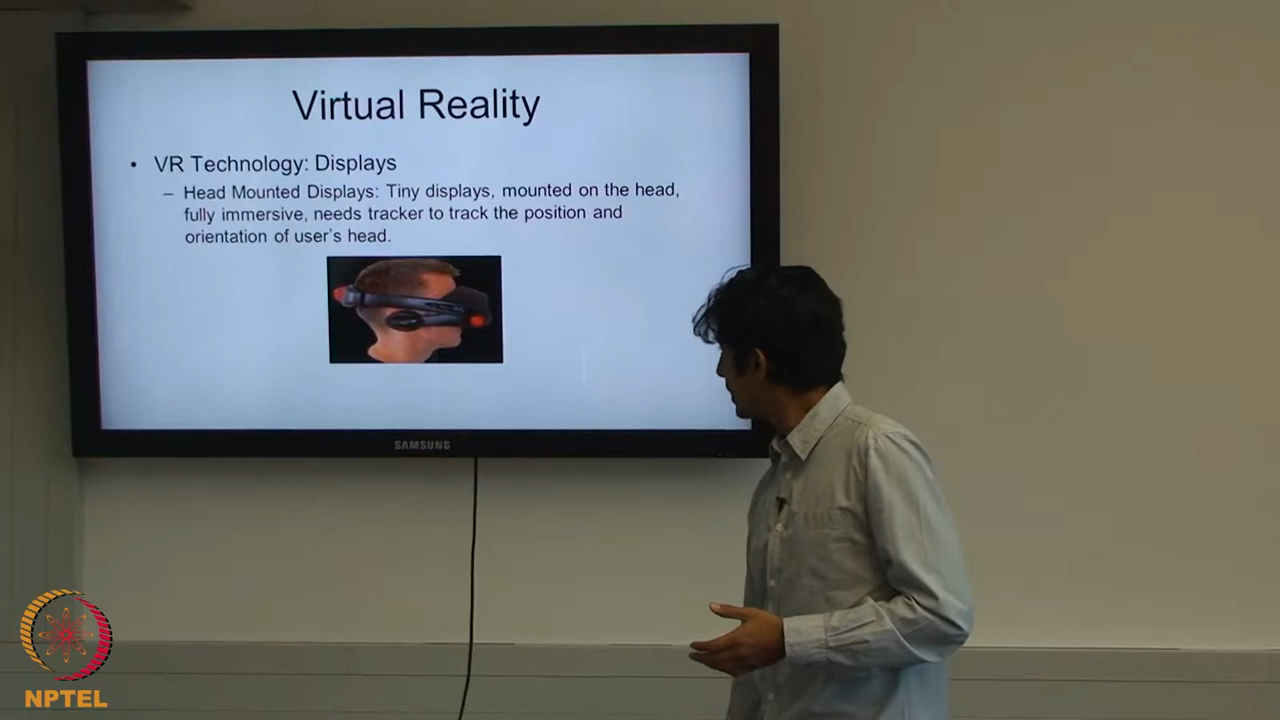 Virtual Reality
• VR Technology: Displays
– Head Mounted Displays: Tiny displays, mounted on the head,
fully immersive, needs tracker to track the position and
orientation of user's head.
SAMSUNG
NPTEL